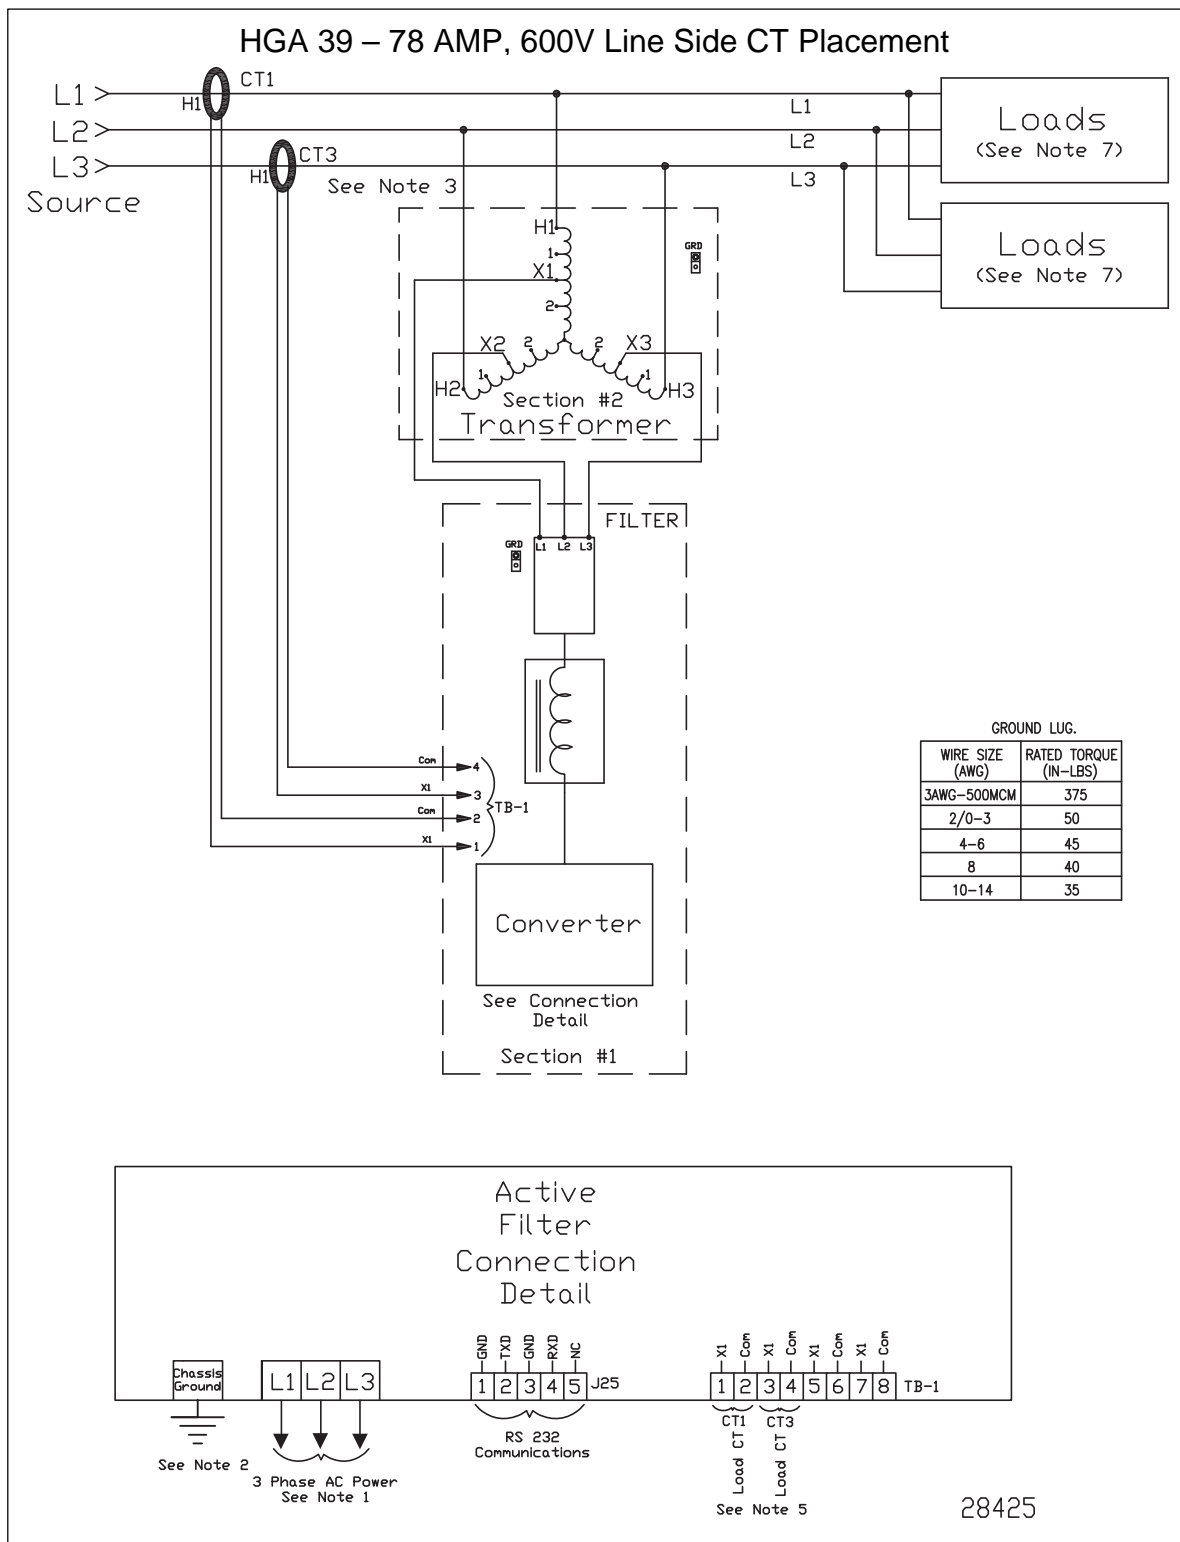 HGA 39 – 78 AMP, 600V Line Side CT Placement
CT1
L1
H1
L1
L2
L2
CT3
L3
H1
L3
See Note 3
Source
Loads
(See Note 7)
Loads
(See Note 7)
H1
1
X1
2
GRD
X2
2
2
X3
1
1
H2
H3
Section #2
Transformer
FILTER
GRD
L1 L2 L3
Com
4
X1
3
TB-1
Com
2
X1
1
Converter
See Connection
Detail
Section #1
GROUND LUG.
WIRE SIZE
(AWG)
RATED TORQUE
(IN-LBS)
3AWG-500MCM 375
2/0-3 50
4-6 45
8 40
10-14 35
Active
Filter
Connection
Detail
Chassis
Ground
See Note 2
L1 L2 L3
3 Phase AC Power
See Note 1
GND TXD GND RXD NC
1 2 3 4 5 J25
RS 232
Communications
X1 Com X1 Com X1 Com X1 Com
1 2 3 4 5 6 7 8 TB-1
CT1 CT3
Load CT Load CT
See Note 5
28425